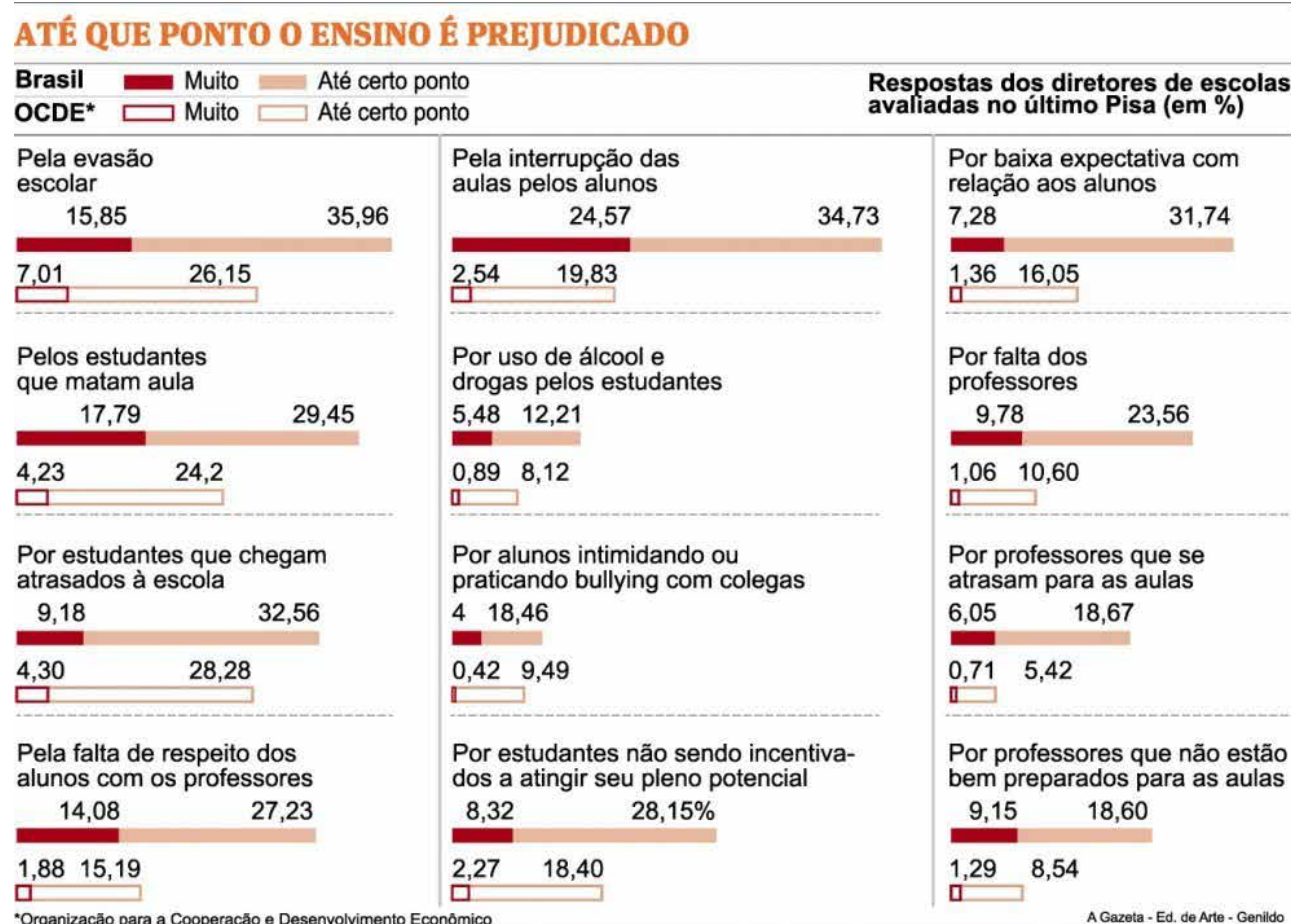 ATÉ QUE PONTO O ENSINO É PREJUDICADO
Brasil Muito Até certo ponto
OCDE* Muito Até certo ponto
Respostas dos diretores de escolas
avaliadas no último Pisa (em %)
Pela evasão
escolar
15,85 35,96
7,01 26,15
Pelos estudantes
que matam aula
17,79 29,45
4,23 24,2
Por estudantes que chegam
atrasados à escola
9,18 32,56
4,30 28,28
Pela falta de respeito dos
alunos com os professores
14,08 27,23
1,88 15,19
Pela interrupção das
aulas pelos alunos
24,57 34,73
2,54 19,83
Por uso de álcool e
drogas pelos estudantes
5,48 12,21
0,89 8,12
Por alunos intimidando ou
praticando bullying com colegas
4 18,46
0,42 9,49
Por estudantes não sendo incentiva-
dos a atingir seu pleno potencial
8,32 28,15%
2,27 18,40
Por baixa expectativa com
relação aos alunos
7,28 31,74
1,36 16,05
Por falta dos
professores
9,78 23,56
1,06 10,60
Por professores que se
atrasam para as aulas
6,05 18,67
0,71 5,42
Por professores que não estão
bem preparados para as aulas
9,15 18,60
1,29 8,54
*Organização para a Cooperação e Desenvolvimento Econômico
A Gazeta - Ed. de Arte - Genildo